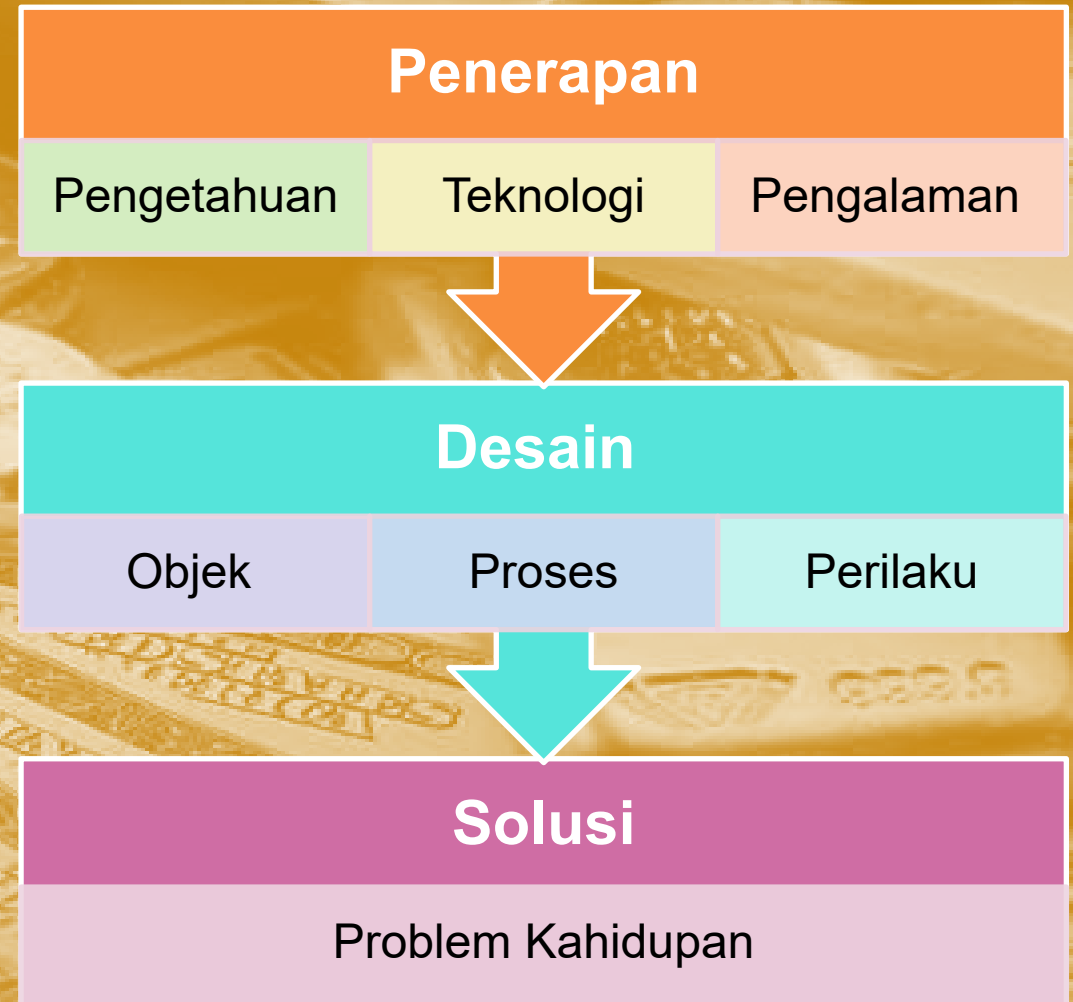 Penerapan
Pengetahuan Teknologi Pengalaman
Desain
Objek Proses Perilaku
Solusi
Problem Kahidupan